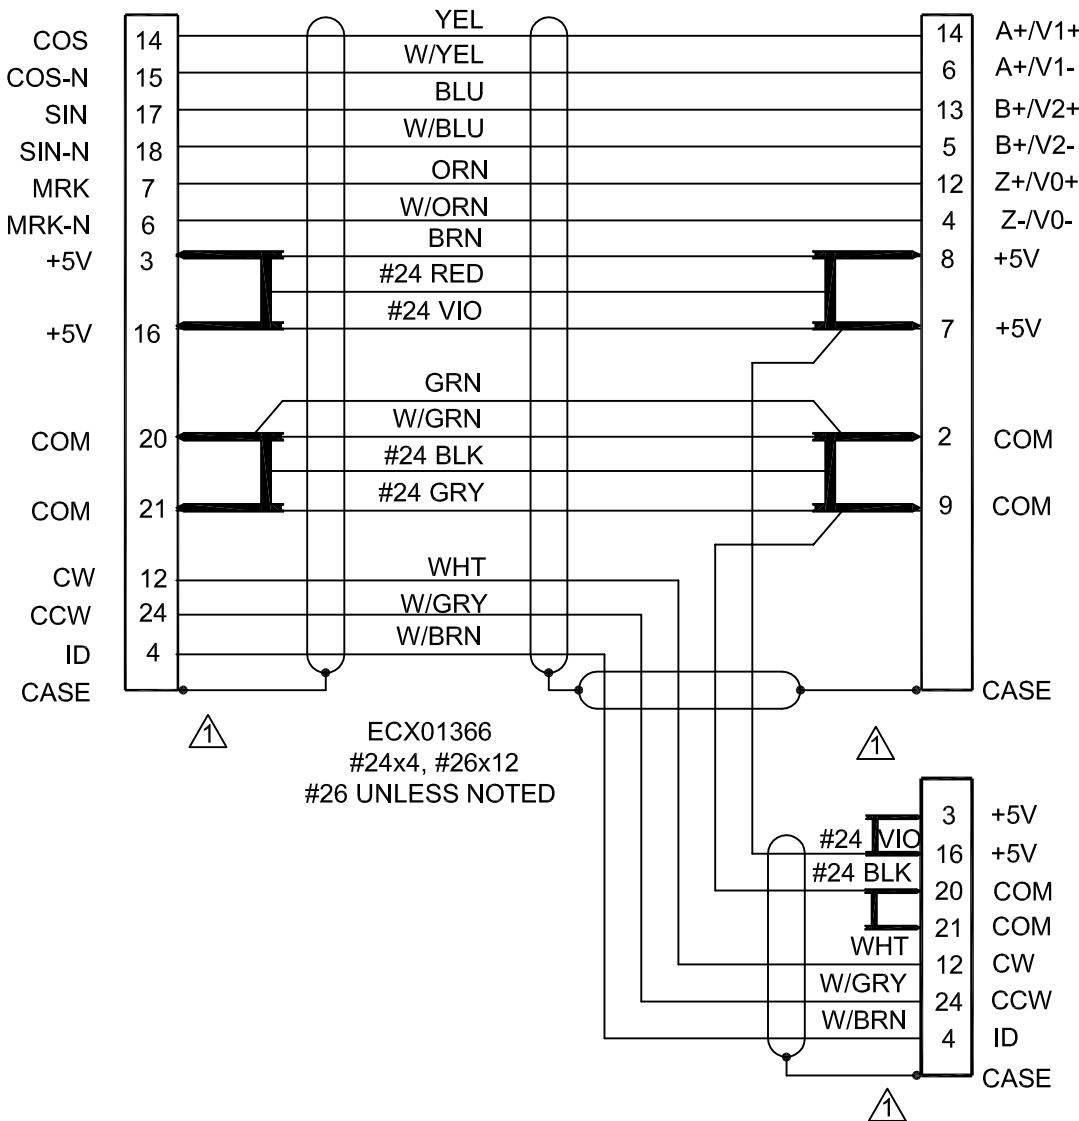 COS 14 YEL 14 A+/V1+
COS-N 15 W/YEL 6 A+/V1-
SIN 17 BLU 13 B+/V2+
SIN-N 18 W/BLU 5 B+/V2-
MRK 7 ORN 12 Z+/V0+
MRK-N 6 W/ORN 4 Z-/V0-
+5V 3 BRN 8 +5V
#24 RED
+5V 16 #24 VIO 7 +5V
GRN
COM 20 W/GRN 2 COM
#24 BLK
COM 21 #24 GRY 9 COM
CW 12 WHT
CCW 24 W/GRY
ID 4 W/BRN
CASE CASE
1 1
ECX01366
#24x4, #26x12
#26 UNLESS NOTED
3 +5V
#24 VIO 16 +5V
#24 BLK 20 COM
21 COM
WHT 12 CW
W/GRY 24 CCW
W/BRN 4 ID
CASE
1